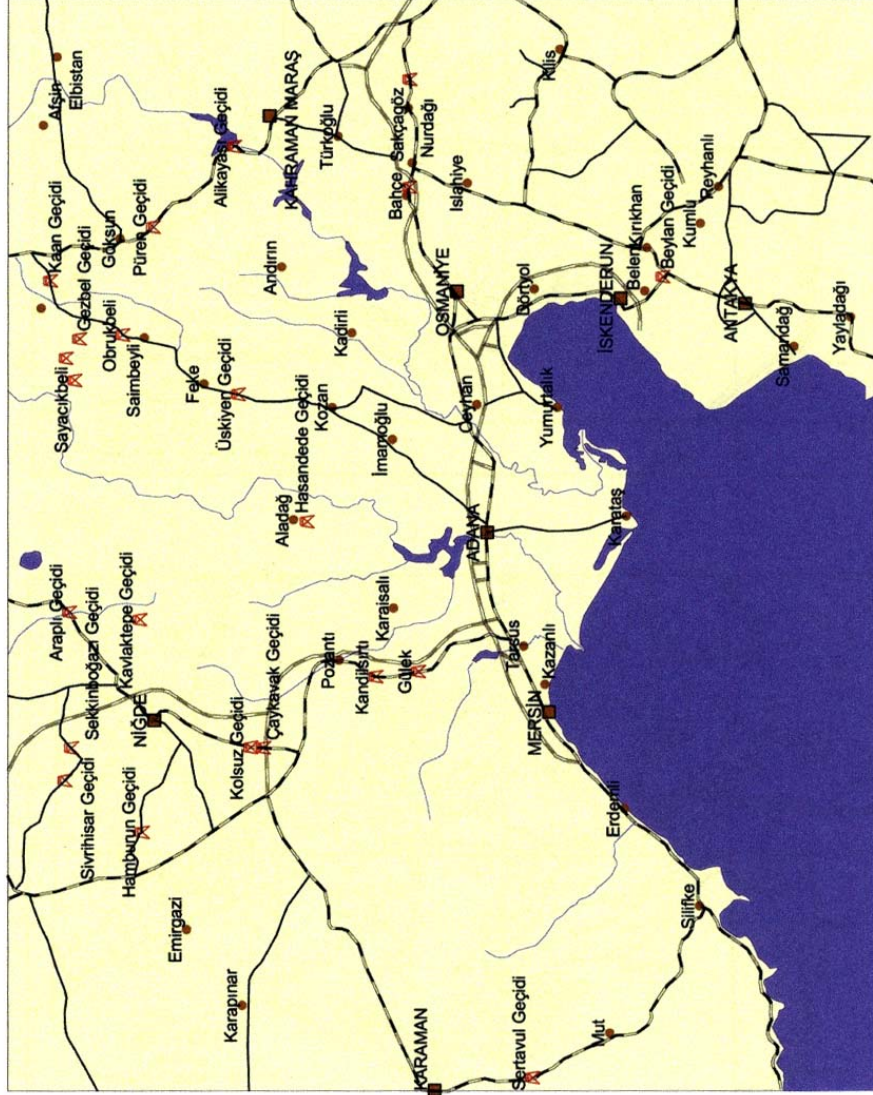 Afşin
Elbistan
Kaan Geçidi
Göksun
Püren Geçidi
Alikayası Geçidi
KAHRAMAN MARAŞ
Türkoğlu
Sakçagöz
Nurdağı
Bahçe
Islahiye
Kilis
Gezbel Geçidi
Obrukbeli
Sayacıkbeli
Saimbeyli
Feke
Üskiyen Geçidi
Kozan
İmamoğlu
Andırın
Kadirli
OSMANİYE
Dörtyol
Ceyhan
Yumurtalık
İSKENDERUN
Belen
Kırıkhan
Beylan Geçidi
Kumlu
Reyhanlı
ANTAKYA
Samandağ
Yayladağı
Aladağ
Hasandede Geçidi
ADANA
Karataş
Araplı Geçidi
Sekkinboğazı Geçidi
Kavlaktepe Geçidi
NİĞDE
Sivrihisar Geçidi
Hamburun Geçidi
Kolsuz Geçidi
Çaykavak Geçidi
Pozantı
Kandilsırtı
Gülek
Karaisalı
Tarsus
Kazanlı
MERSİN
Erdemli
Silifke
Emirgazi
Karapınar
KARAMAN
Sertavul Geçidi
Mut